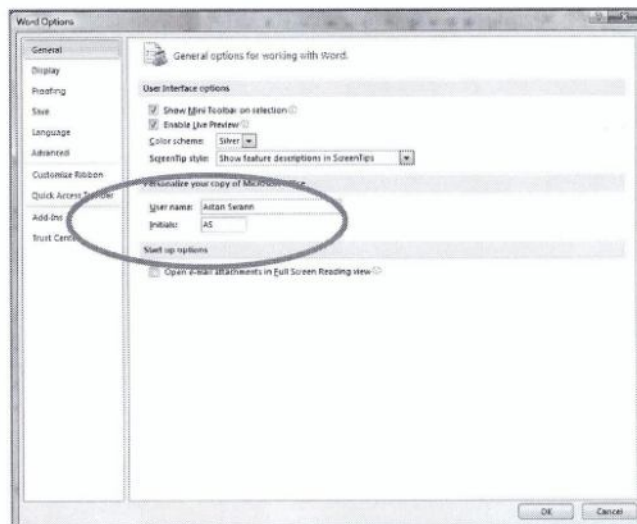 Word Options
General
Display
Proofing
Save
Language
Advanced
Customize Ribbon
Quick Access Toolbar
Add-Ins
Trust Center
General options for working with Word.
User Interface options
Show Mini Toolbar on selection
Enable Live Preview
Color scheme: Silver
ScreenTip style: Show feature descriptions in ScreenTips
Personalize your copy of Microsoft Office
User name: Swann
Initials: AS
Start up options
Open e-mail attachments in Full Screen Reading view
OK Cancel